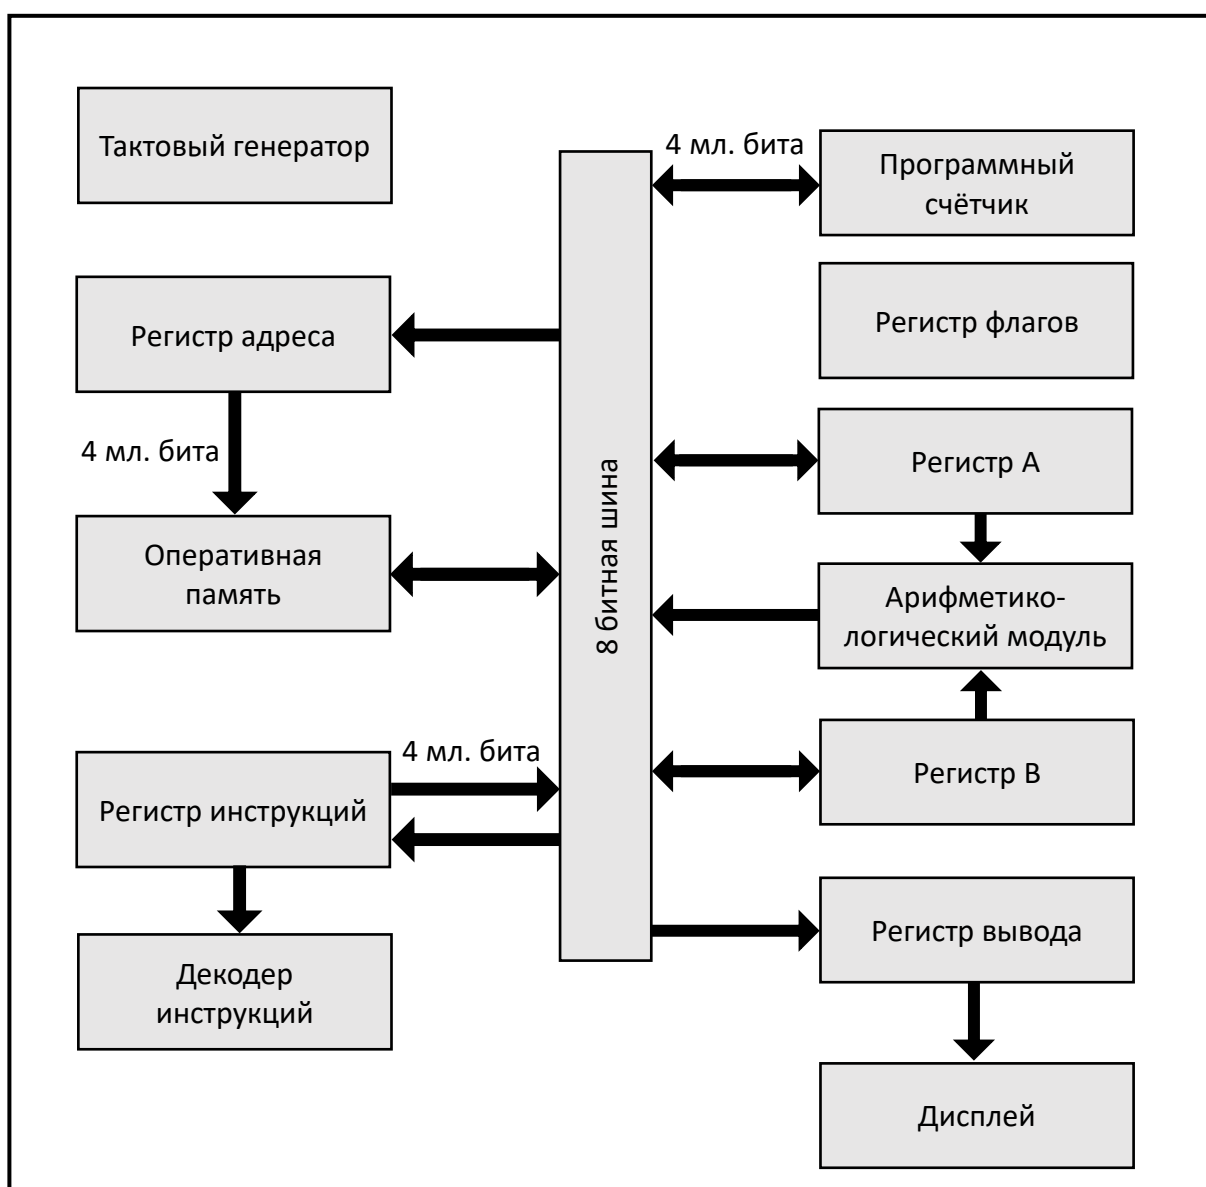 Тактовый генератор
4 мл. бита
Программный
счётчик
Регистр адреса
Регистр флагов
4 мл. бита
Регистр А
8 битная шина
Оперативная
память
Арифметико-
логический модуль
4 мл. бита
Регистр инструкций
Регистр В
Декодер
инструкций
Регистр вывода
Дисплей